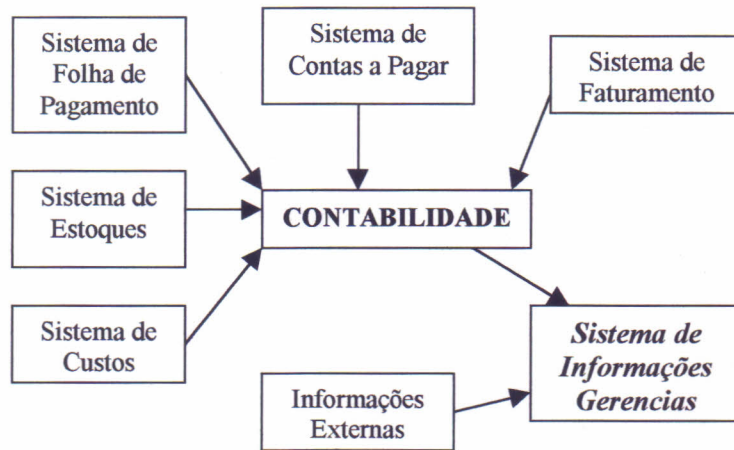 Sistema de
Folha de
Pagamento
Sistema de
Contas a Pagar
Sistema de
Faturamento
Sistema de
Estoques
CONTABILIDADE
Sistema de
Custos
Sistema de
Informações
Gerencias
Informações
Externas